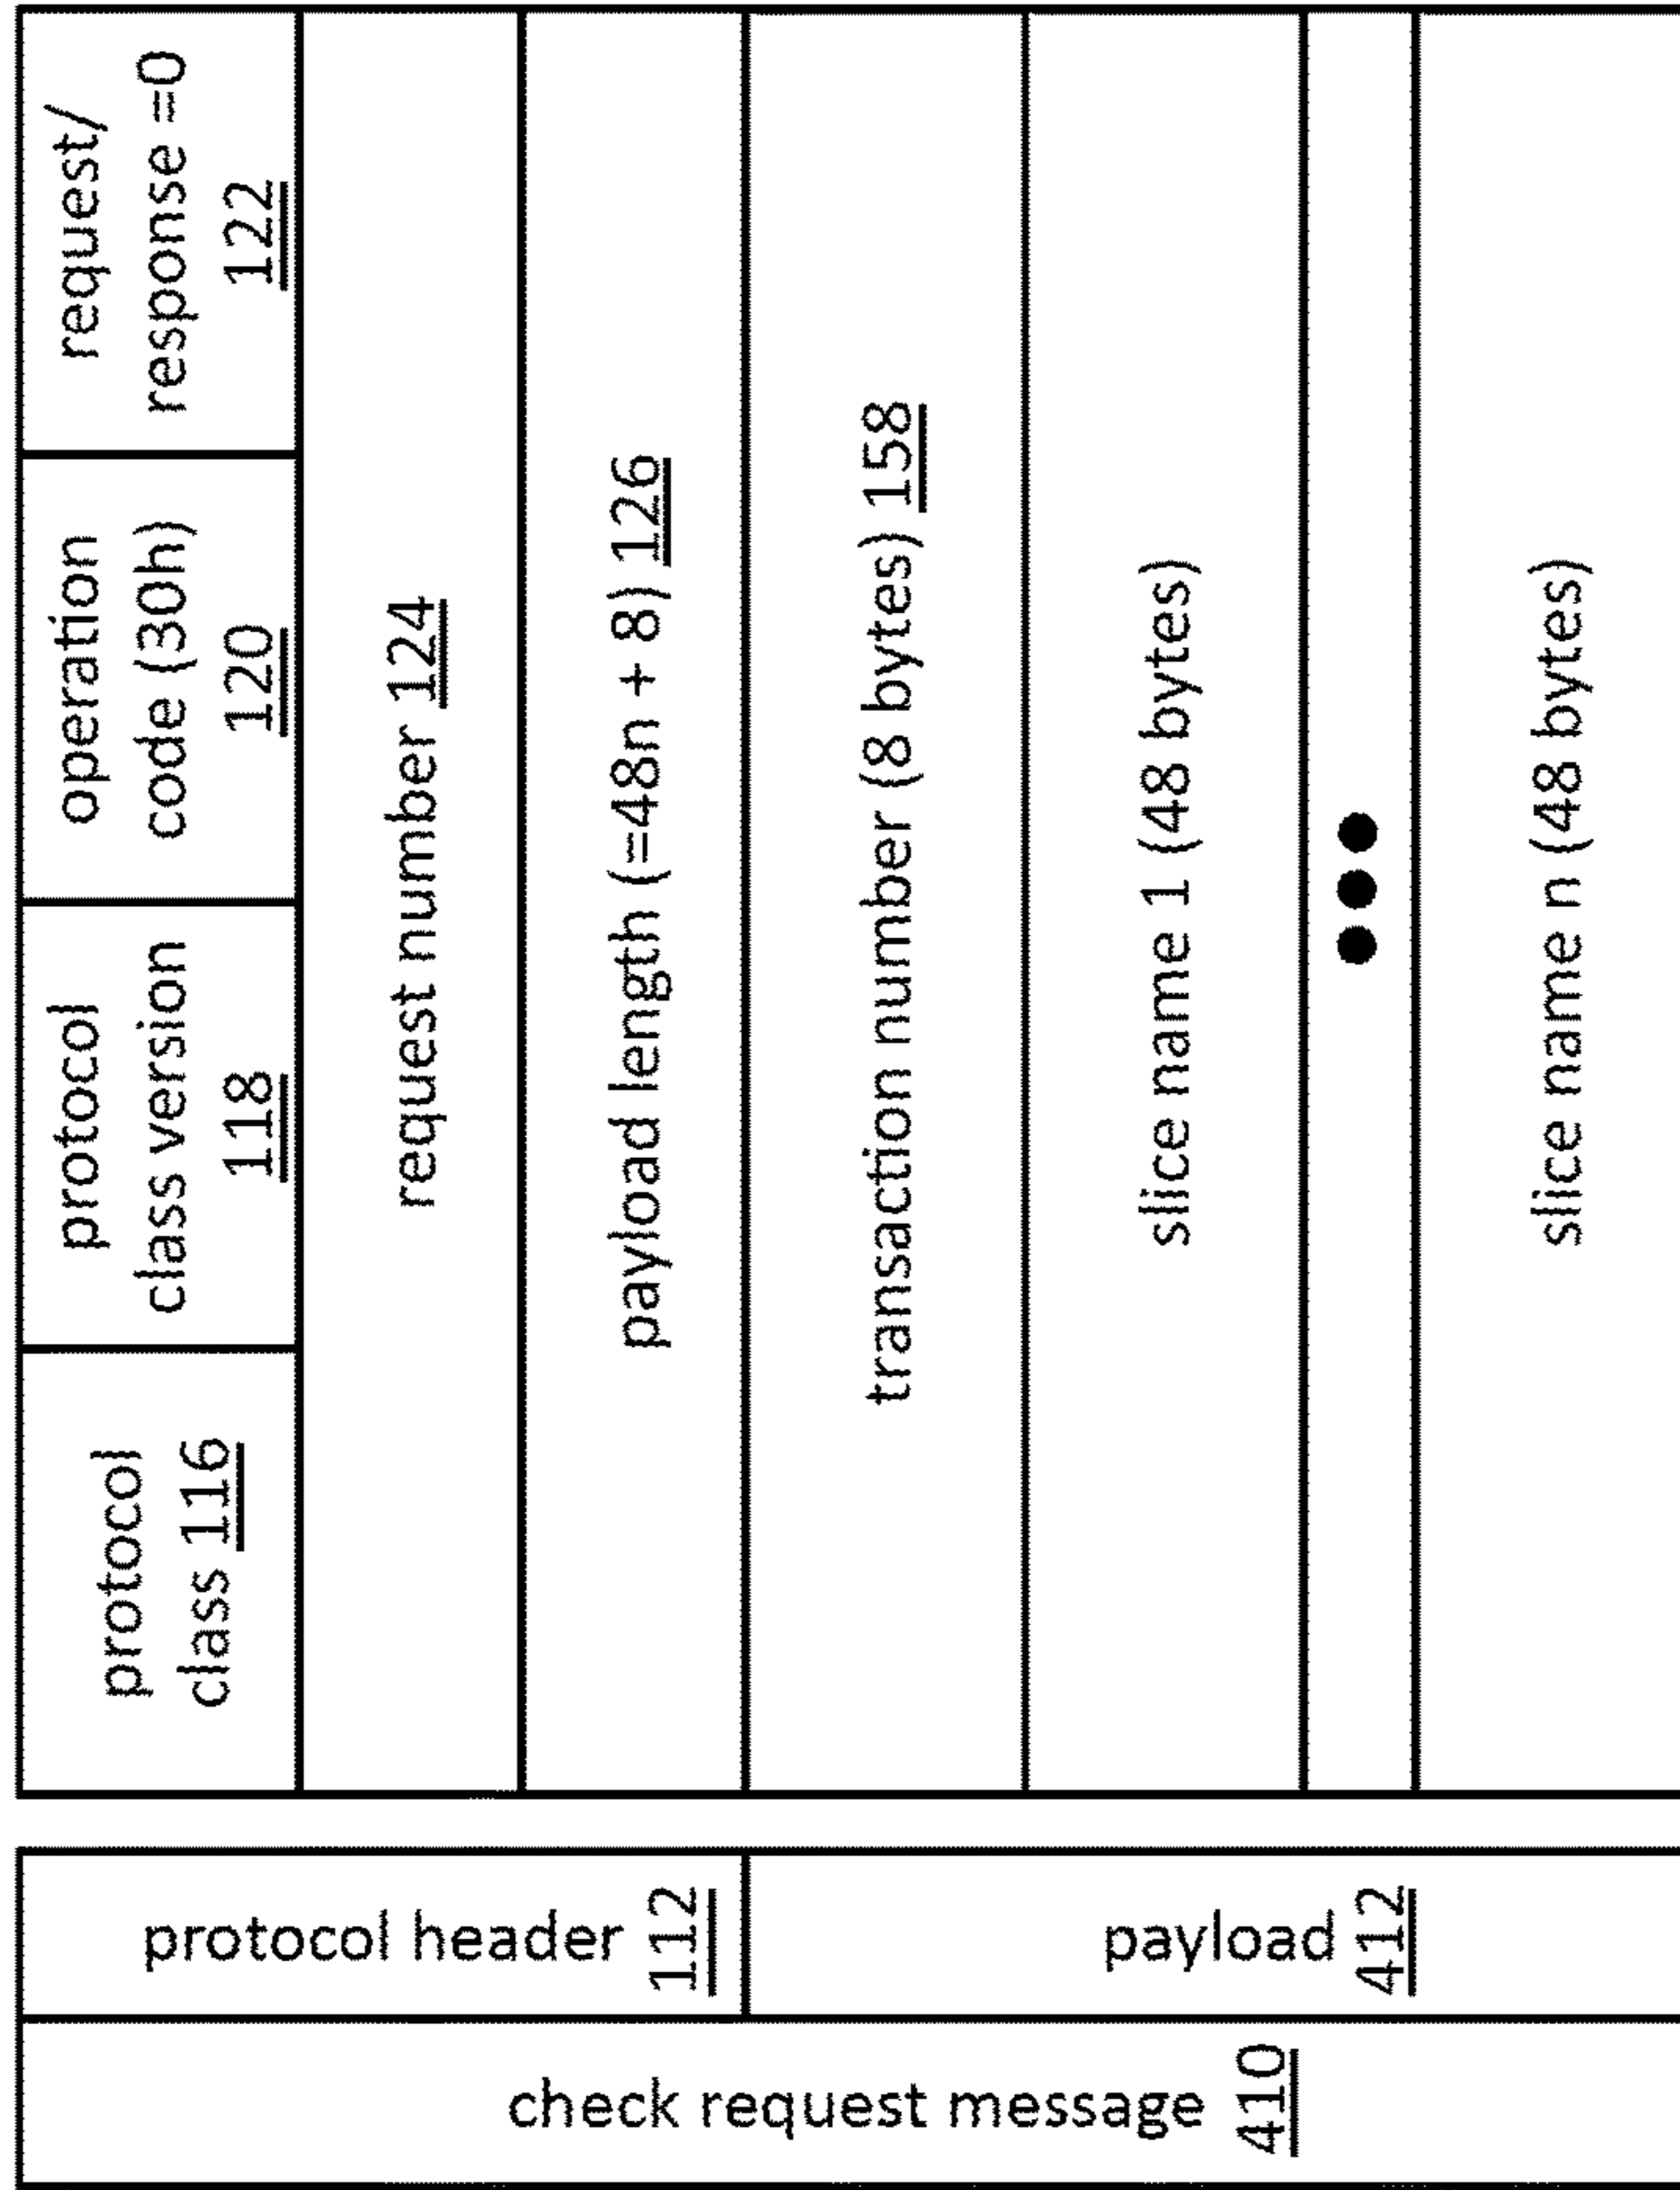 check request message 410
protocol header 112
payload 412
protocol
class 116
protocol
class version
118
operation
code (30h)
120
request/
response =0
122
request number 124
payload length (=48n + 8) 126
transaction number (8 bytes) 158
slice name 1 (48 bytes)
●●●
slice name n (48 bytes)